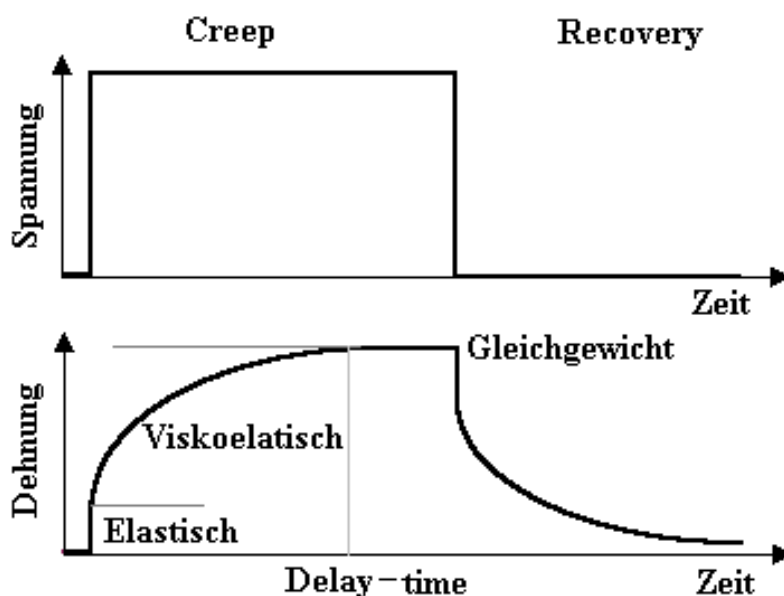 Creep
Recovery
Spannung
Zeit
Gleichgewicht
Viskoelatisch
Dehnung
Elastisch
Delay-time
Zeit